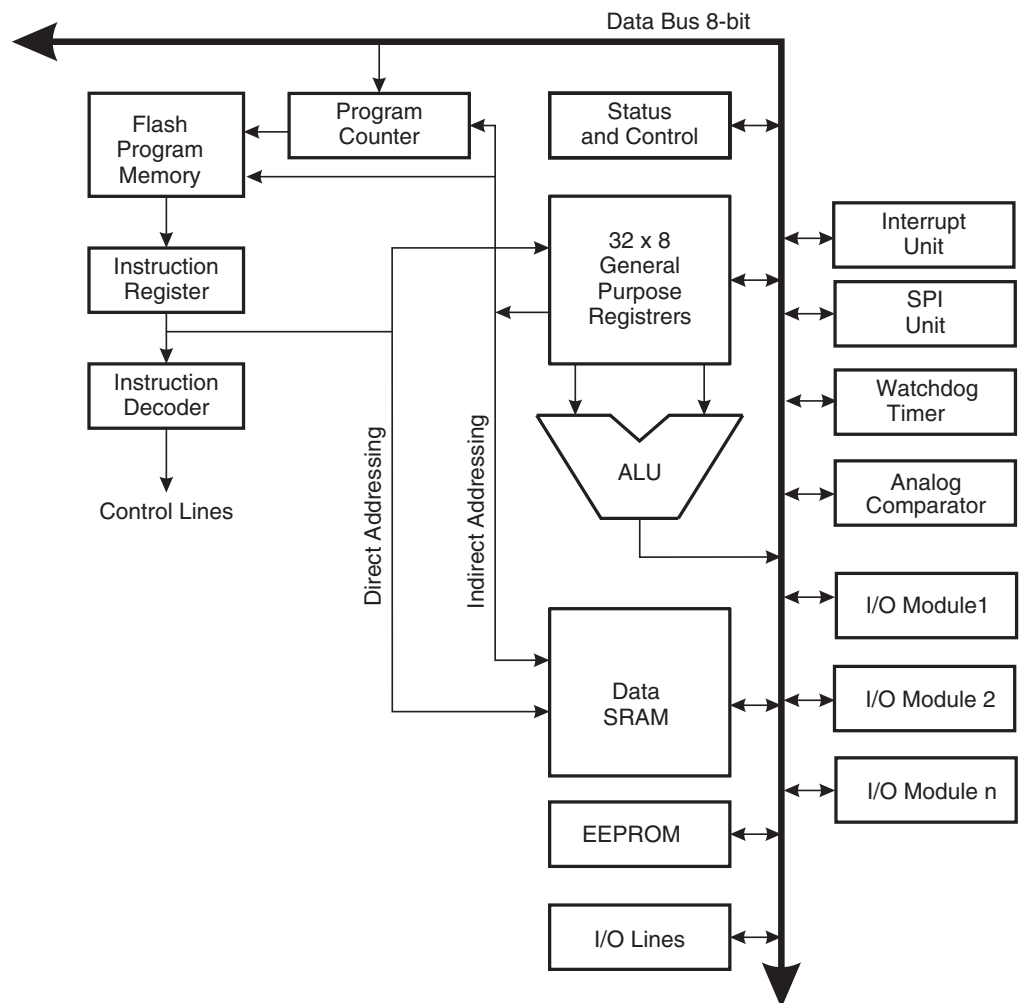 Data Bus 8-bit
Flash
Program
Memory
Program
Counter
Status
and Control
32 x 8
General
Purpose
Registrers
Interrupt
Unit
Instruction
Register
SPI
Unit
Instruction
Decoder
Watchdog
Timer
Control Lines
Direct Addressing
Indirect Addressing
ALU
Analog
Comparator
I/O Module1
Data
SRAM
I/O Module 2
I/O Module n
EEPROM
I/O Lines